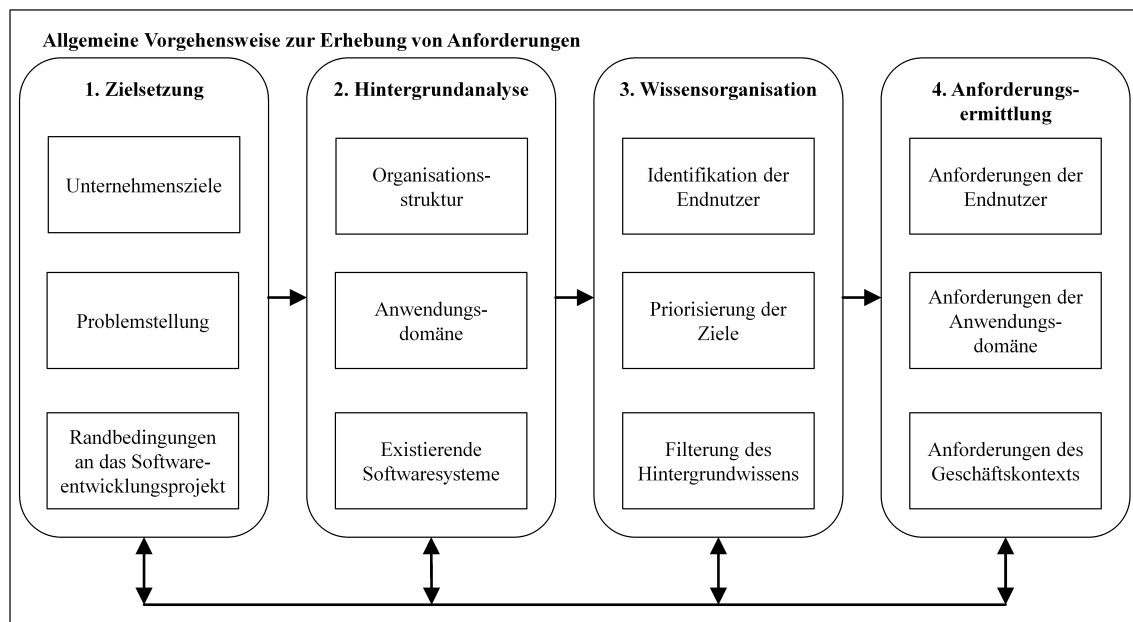 Allgemeine Vorgehensweise zur Erhebung von Anforderungen
1. Zielsetzung
Unternehmensziele
Problemstellung
Randbedingungen
an das Software-
entwicklungsprojekt
2. Hintergrundanalyse
Organisations-
struktur
Anwendungs-
domäne
Existierende
Softwaresysteme
3. Wissensorganisation
Identifikation der
Endnutzer
Priorisierung der
Ziele
Filterung des
Hintergrundwissens
4. Anforderungs-
ermittlung
Anforderungen der
Endnutzer
Anforderungen der
Anwendungs-
domäne
Anforderungen des
Geschäftskontexts